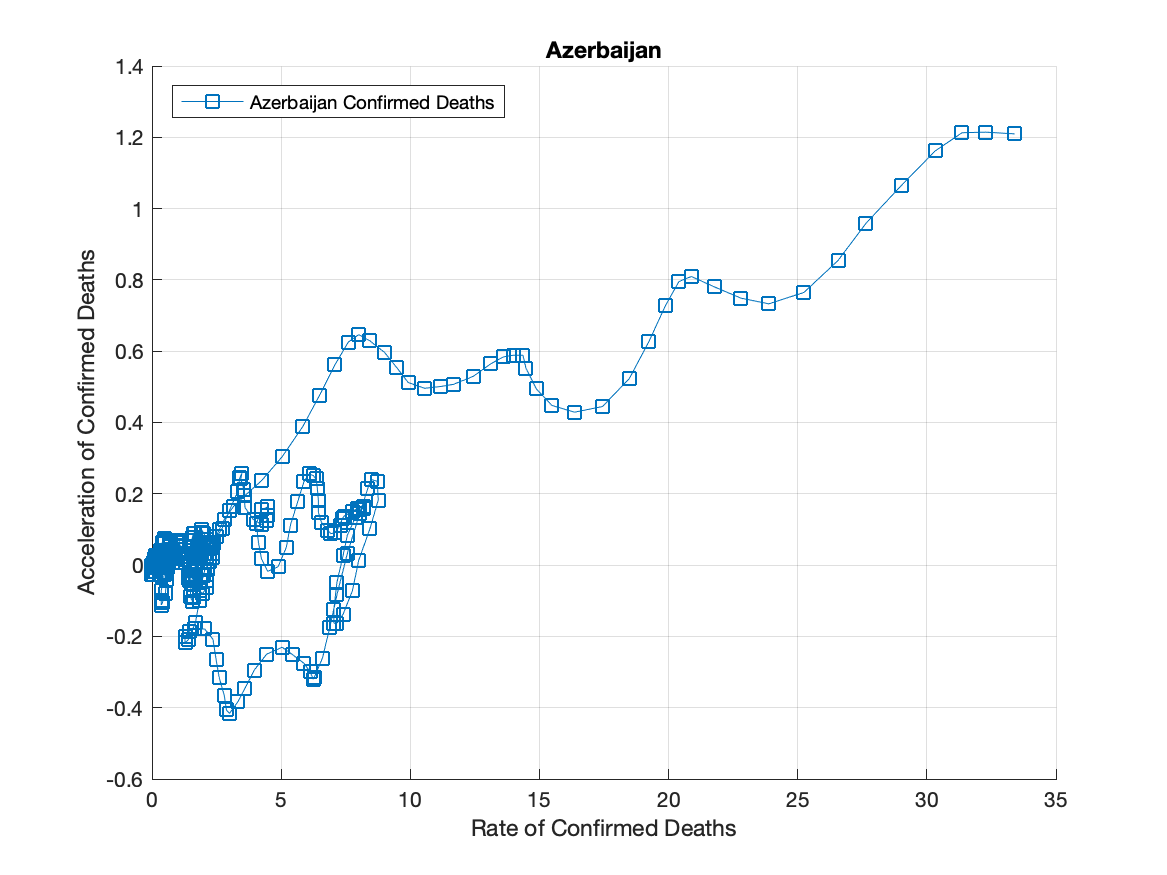 Azerbaijan
Azerbaijan Confirmed Deaths
1.4
1.2
1
0.8
0.6
0.4
0.2
0
-0.2
-0.4
-0.6
Acceleration of Confirmed Deaths
0 5 10 15 20 25 30 35
Rate of Confirmed Deaths